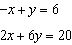 −x + y = 6
2x + 6y = 20